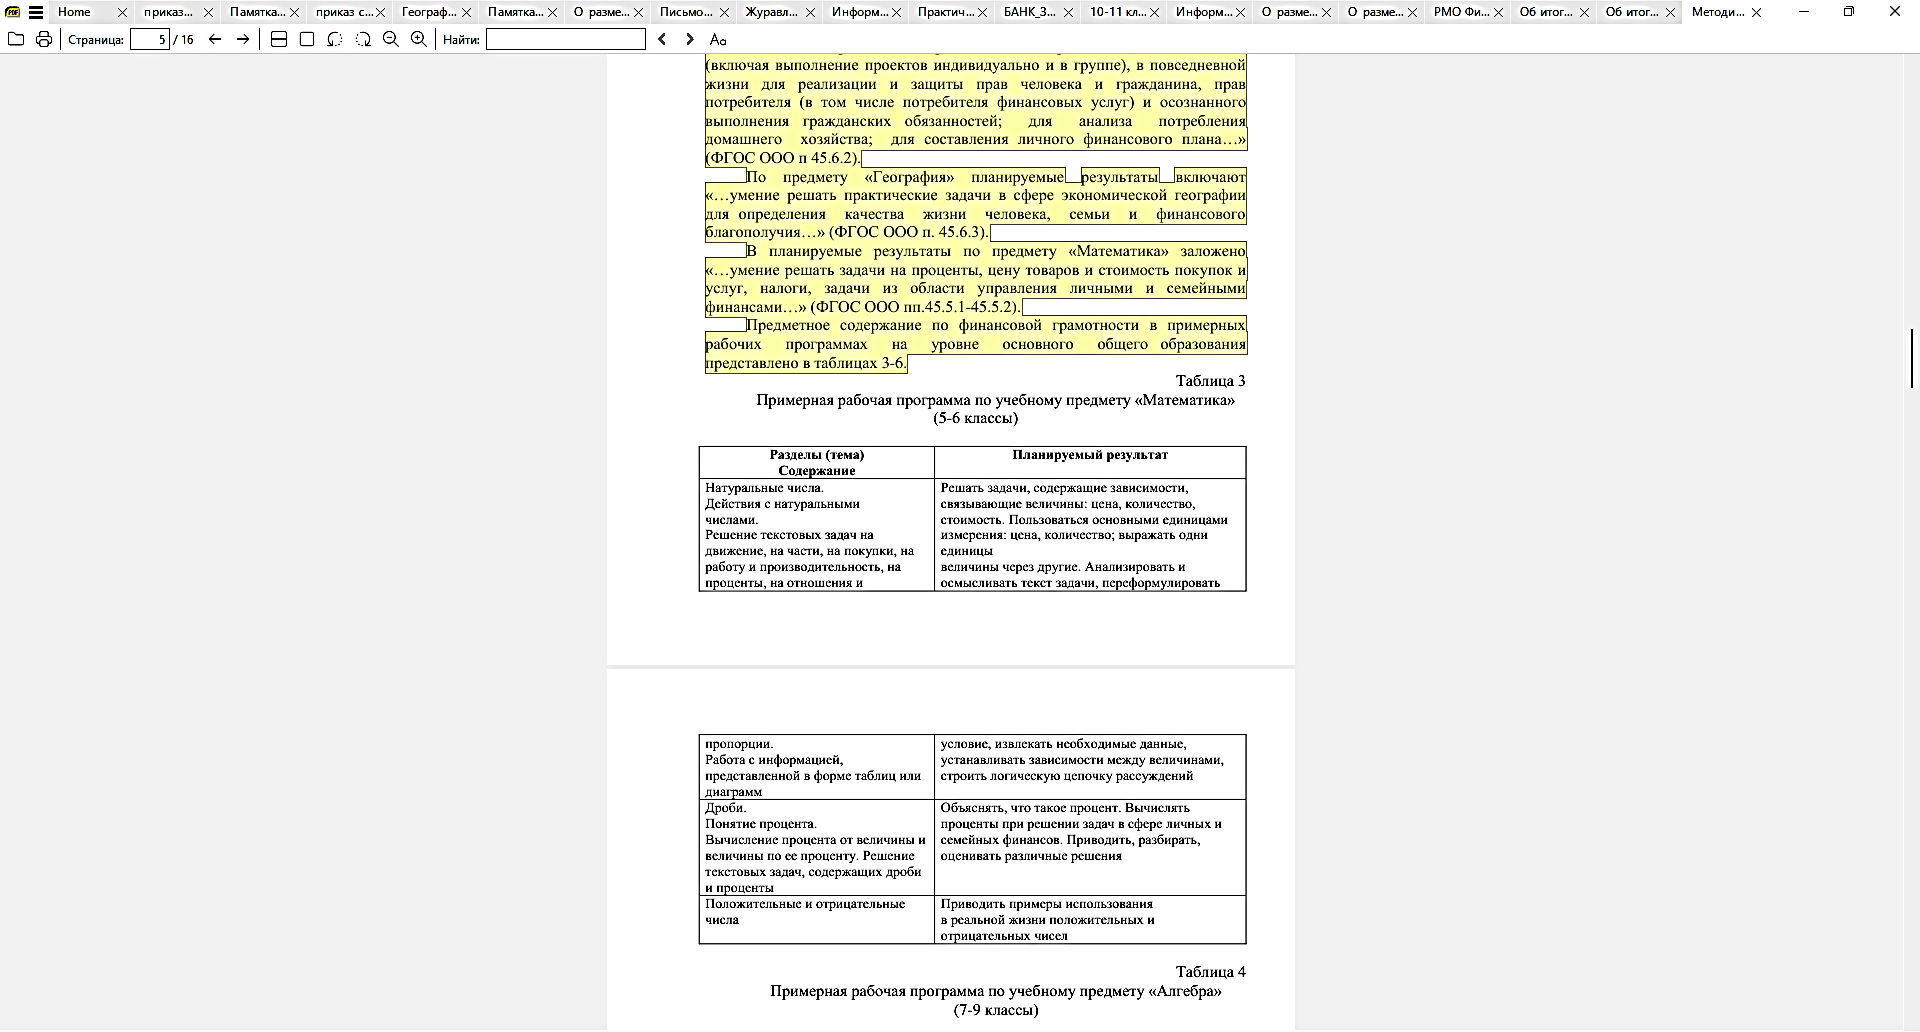 Home
приказ...
Памятка...
приказ с...
Географ...
Памятка...
О разме...
Письмо...
Журавл...
Информ...
Практич...
БАНК_З...
10-11 кл...
Информ...
О разме...
О разме...
РМО Фи...
Об итог...
Об итог...
Методи...
Страница: 5 / 16
Найти:
Aa
(включая выполнение проектов индивидуально и в группе), в повседневной
жизни для реализации и защиты прав человека и гражданина, прав
потребителя (в том числе потребителя финансовых услуг) и осознанного
выполнения гражданских обязанностей; для анализа потребления
домашнего хозяйства; для составления личного финансового плана…»
(ФГОС ООО п 45.6.2).
По предмету «География» планируемые результаты включают
«…умение решать практические задачи в сфере экономической географии
для определения качества жизни человека, семьи и финансового
благополучия…» (ФГОС ООО п. 45.6.3).
В планируемые результаты по предмету «Математика» заложено
«…умение решать задачи на проценты, цену товаров и стоимость покупок и
услуг, налоги, задачи из области управления личными и семейными
финансами…» (ФГОС ООО пп.45.5.1-45.5.2).
Предметное содержание по финансовой грамотности в примерных
рабочих программах на уровне основного общего образования
представлено в таблицах 3-6.
Таблица 3
Примерная рабочая программа по учебному предмету «Математика»
(5-6 классы)
Разделы (тема)
Содержание
Планируемый результат
Натуральные числа.
Действия с натуральными
числами.
Решение текстовых задач на
движение, на части, на покупки, на
работу и производительность, на
проценты, на отношения и
Решать задачи, содержащие зависимости,
связывающие величины: цена, количество,
стоимость. Пользоваться основными единицами
измерения: цена, количество; выражать одни
единицы
величины через другие. Анализировать и
осмысливать текст задачи, переформулировать
пропорции.
Работа с информацией,
представленной в форме таблиц или
диаграмм
условие, извлекать необходимые данные,
устанавливать зависимости между величинами,
строить логическую цепочку рассуждений
Дроби.
Понятие процента.
Вычисление процента от величины и
величины по ее проценту. Решение
текстовых задач, содержащих дроби
и проценты
Объяснять, что такое процент. Вычислять
проценты при решении задач в сфере личных и
семейных финансов. Приводить, разбирать,
оценивать различные решения
Положительные и отрицательные
числа
Приводить примеры использования
в реальной жизни положительных и
отрицательных чисел
Таблица 4
Примерная рабочая программа по учебному предмету «Алгебра»
(7-9 классы)